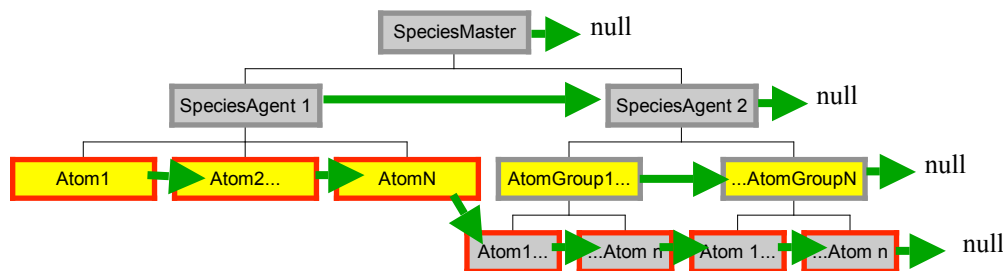 SpeciesMaster
null
SpeciesAgent 1
SpeciesAgent 2
null
Atom1
Atom2...
AtomN
AtomGroup1...
...AtomGroupN
null
Atom1...
...Atom n
Atom 1...
...Atom n
null